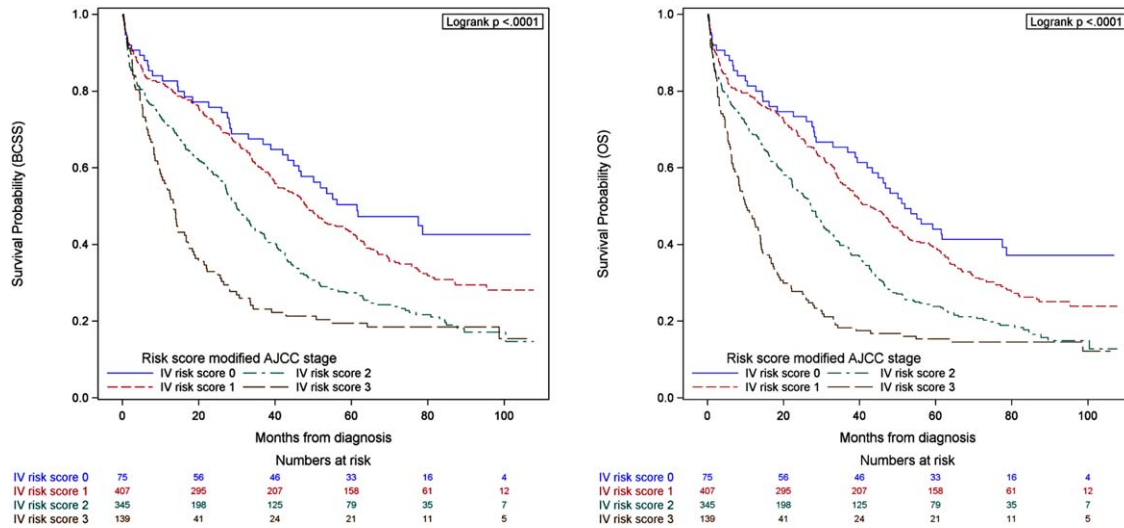 Logrank p <.0001
1.0
0.8
0.6
0.4
0.2
0.0
Survival Probability (BCSS)
Risk score modified AJCC stage
IV risk score 0 IV risk score 2
IV risk score 1 IV risk score 3
0 20 40 60 80 100
Months from diagnosis
Numbers at risk
IV risk score 0 75 56 46 33 16 4
IV risk score 1 407 295 207 158 61 12
IV risk score 2 345 198 125 79 35 7
IV risk score 3 139 41 24 21 11 5
Logrank p <.0001
1.0
0.8
0.6
0.4
0.2
0.0
Survival Probability (OS)
Risk score modified AJCC stage
IV risk score 0 IV risk score 2
IV risk score 1 IV risk score 3
0 20 40 60 80 100
Months from diagnosis
Numbers at risk
IV risk score 0 75 56 46 33 16 4
IV risk score 1 407 295 207 158 61 12
IV risk score 2 345 198 125 79 35 7
IV risk score 3 139 41 24 21 11 5